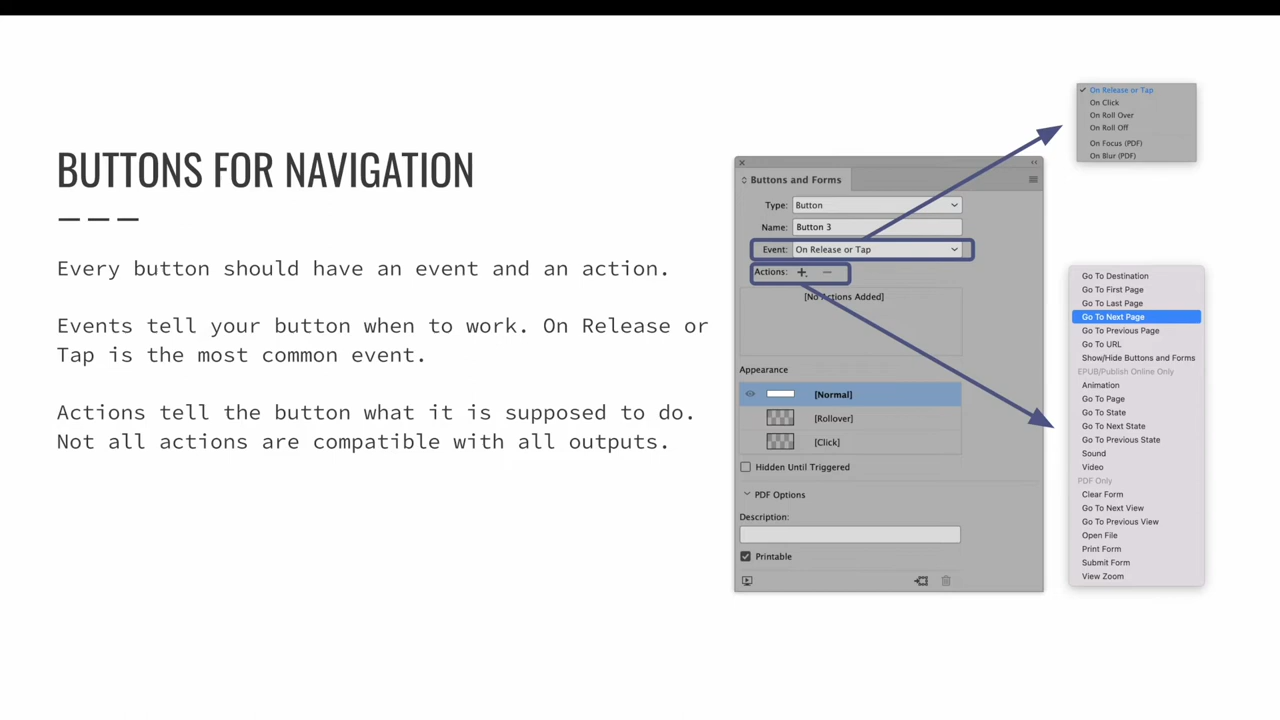 BUTTONS FOR NAVIGATION
Every button should have an event and an action.
Events tell your button when to work. On Release or
Tap is the most common event.
Actions tell the button what it is supposed to do.
Not all actions are compatible with all outputs.
Buttons and Forms
Type: Button
Name: Button 3
Event: On Release or Tap
Actions:
[No Actions Added]
Appearance
[Normal]
[Rollover]
[Click]
Hidden Until Triggered
PDF Options
Description:
Printable
On Release or Tap
On Click
On Roll Over
On Roll Off
On Focus (PDF)
On Blur (PDF)
Go To Destination
Go To First Page
Go To Last Page
Go To Next Page
Go To Previous Page
Go To URL
Show/Hide Buttons and Forms
EPUB/Publish Online Only
Animation
Go To Page
Go To State
Go To Next State
Go To Previous State
Sound
Video
PDF Only
Clear Form
Go To Next View
Go To Previous View
Open File
Print Form
Submit Form
View Zoom